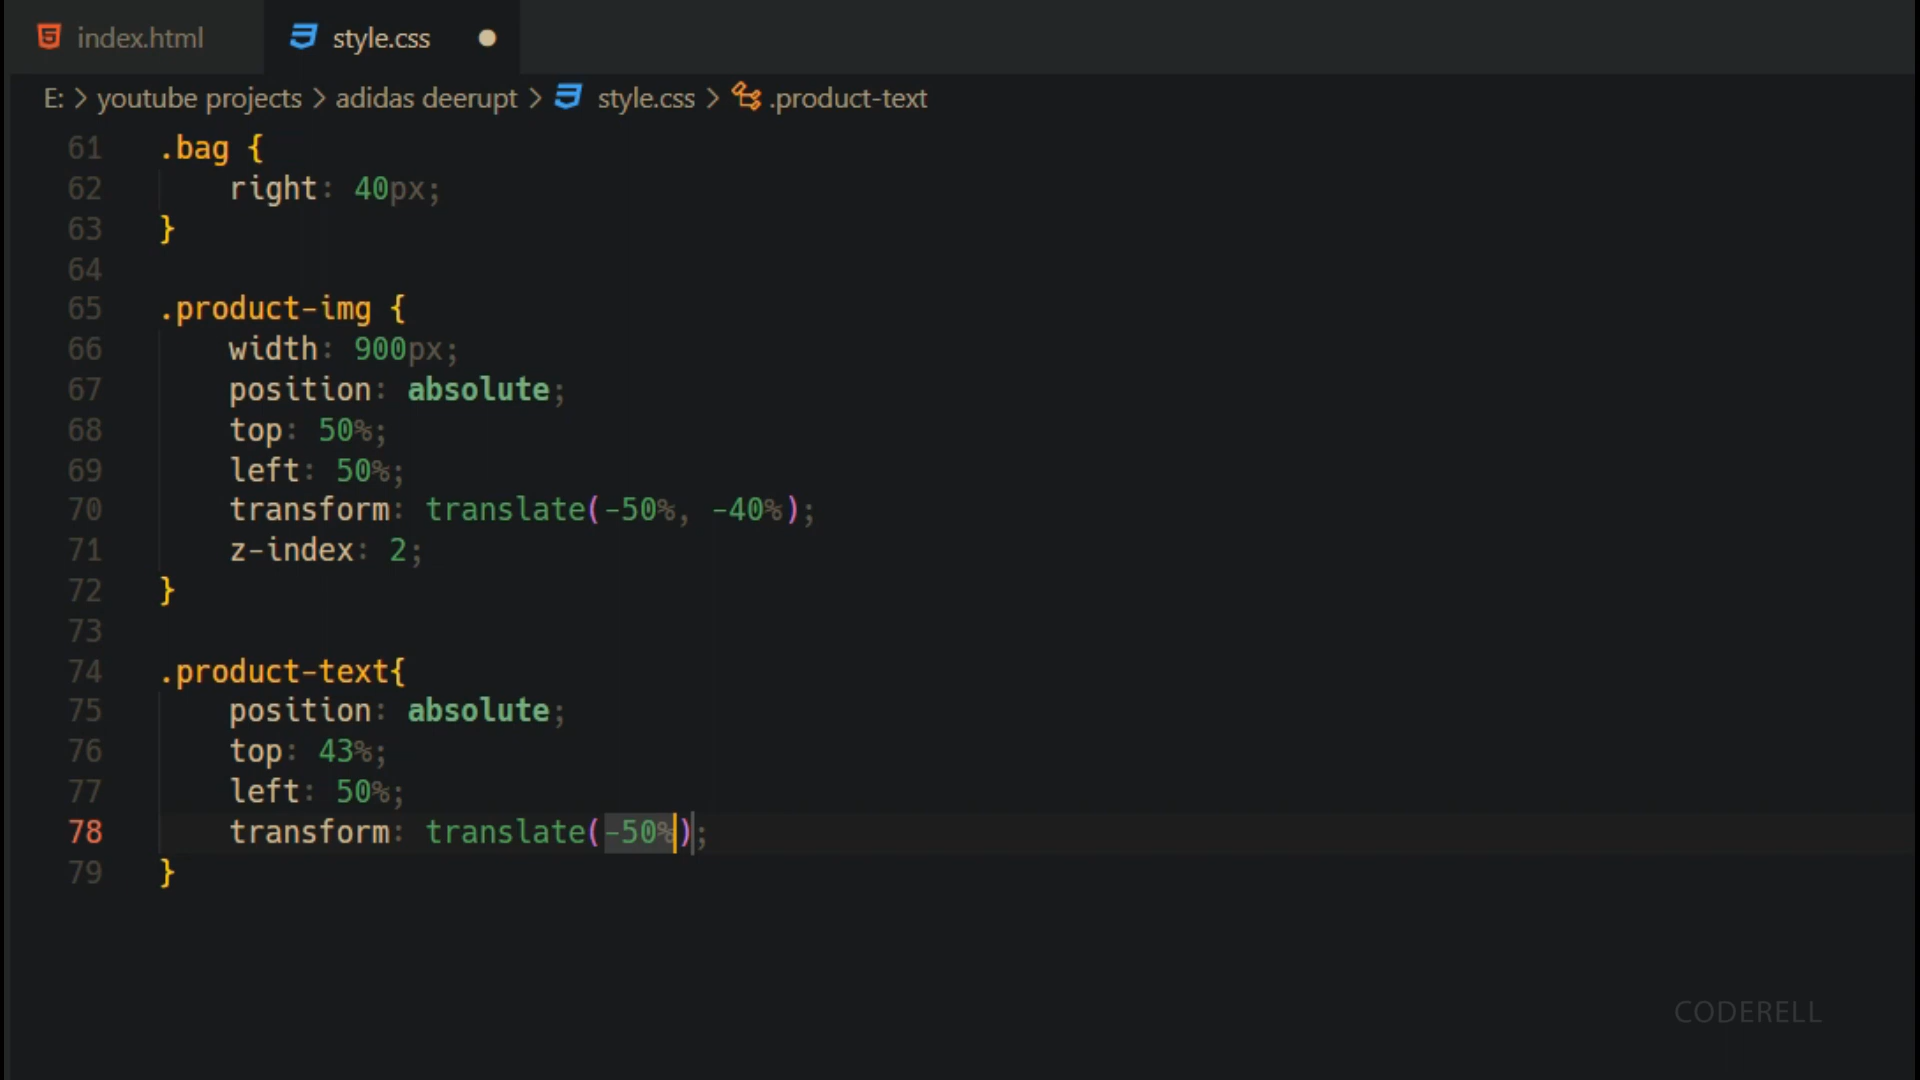 index.html style.css
E: > youtube projects > adidas deerupt > style.css > .product-text
61 .bag {
62 right: 40px;
63 }
64
65 .product-img {
66 width: 900px;
67 position: absolute;
68 top: 50%;
69 left: 50%;
70 transform: translate(-50%, -40%);
71 z-index: 2;
72 }
73
74 .product-text{
75 position: absolute;
76 top: 43%;
77 left: 50%;
78 transform: translate(-50%);
79 }
CODERELL